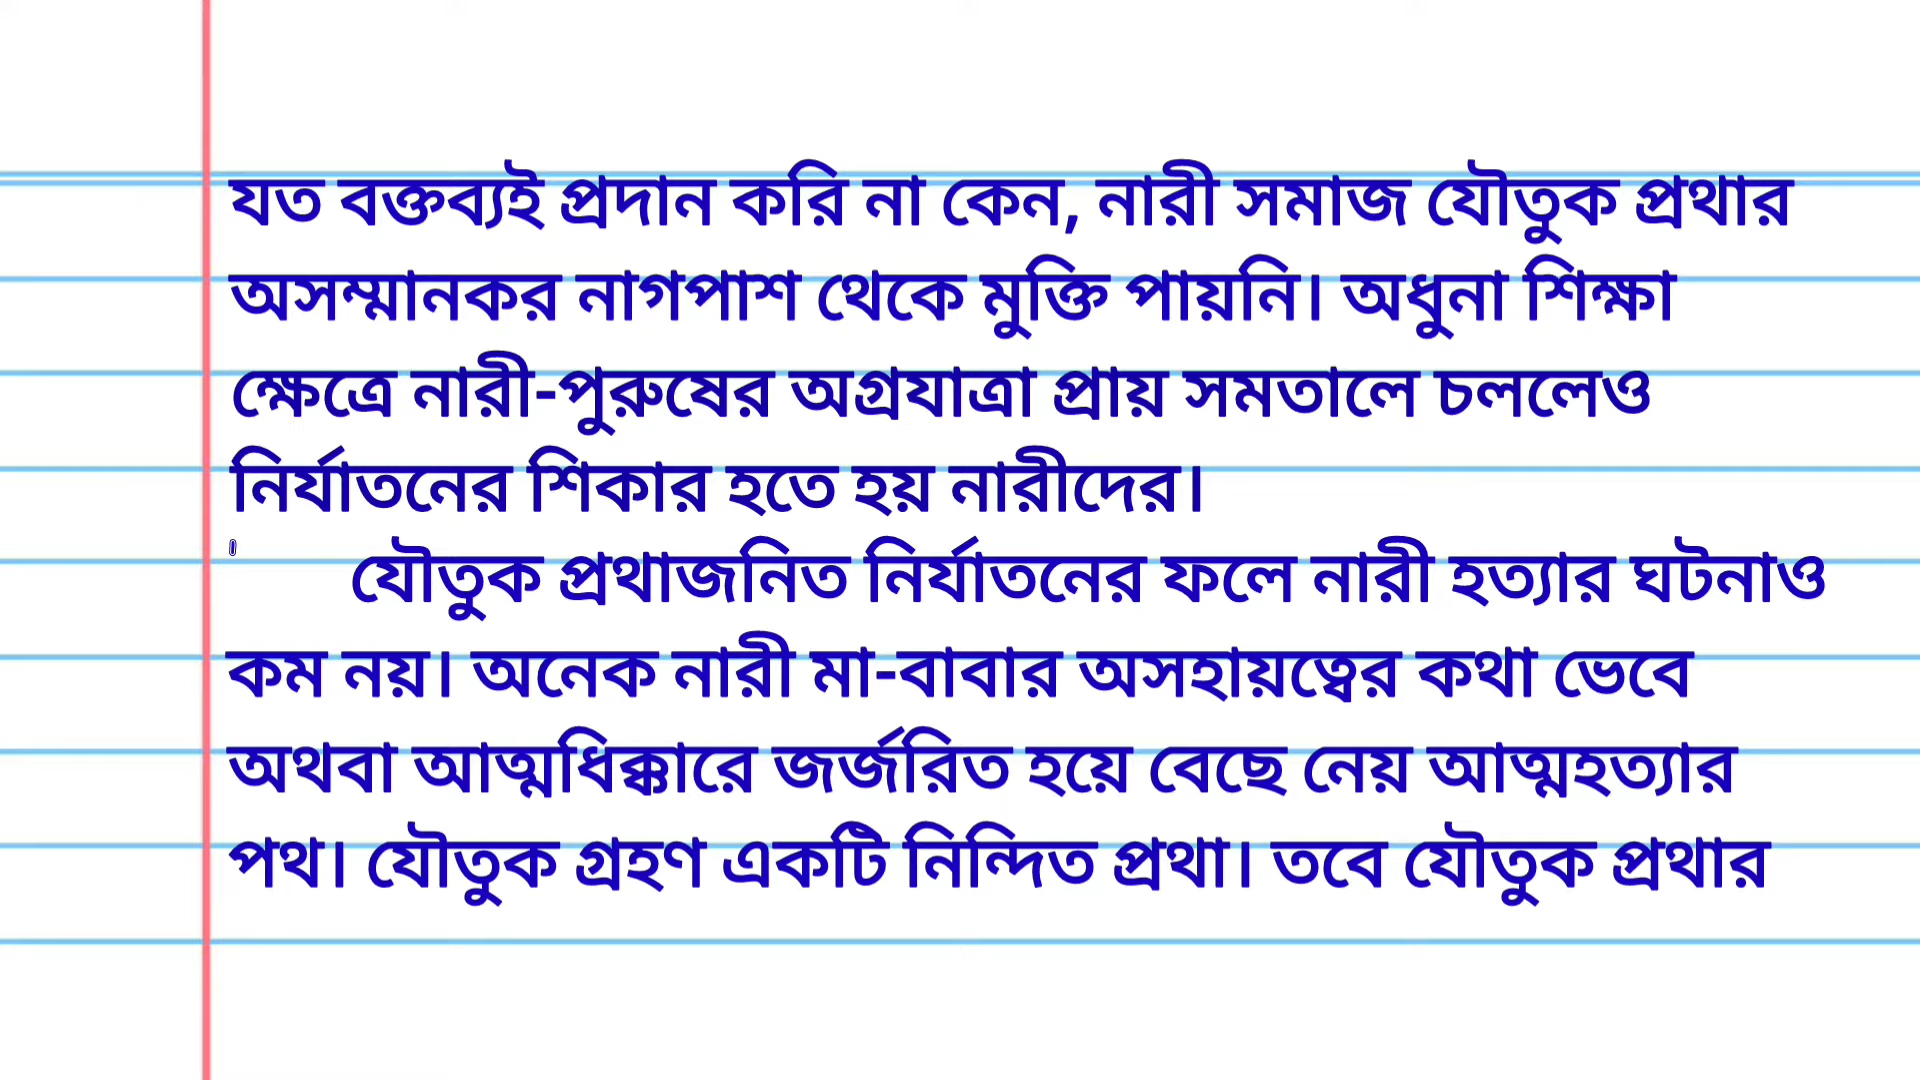 যত বক্তব্যই প্রদান করি না কেন, নারী সমাজ যৌতুক প্রথার
অসম্মানকর নাগপাশ থেকে মুক্তি পায়নি। অধুনা শিক্ষা
ক্ষেত্রে নারী-পুরুষের অগ্রযাত্রা প্রায় সমতালে চললেও
নির্যাতনের শিকার হতে হয় নারীদের।
যৌতুক প্রথাজনিত নির্যাতনের ফলে নারী হত্যার ঘটনাও
কম নয়। অনেক নারী মা-বাবার অসহায়ত্বের কথা ভেবে
অথবা আত্মধিক্কারে জর্জরিত হয়ে বেছে নেয় আত্মহত্যার
পথ। যৌতুক গ্রহণ একটি নিন্দিত প্রথা। তবে যৌতুক প্রথার